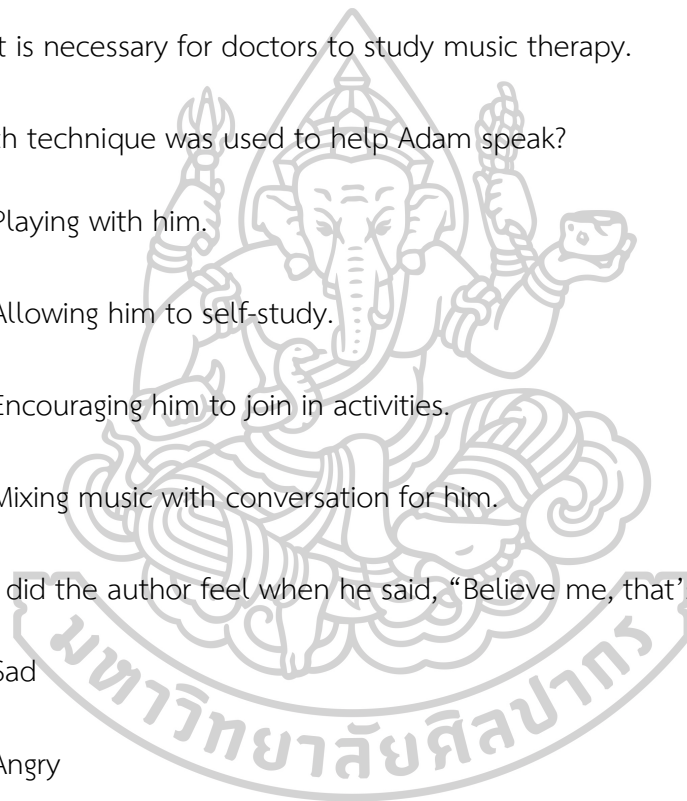 t is necessary for doctors to study music therapy.
h technique was used to help Adam speak?
Playing with him.
Allowing him to self-study.
Encouraging him to join in activities.
Mixing music with conversation for him.
did the author feel when he said, “Believe me, that’
Sad
Angry
มหาวิทยาลัยศิลปากร